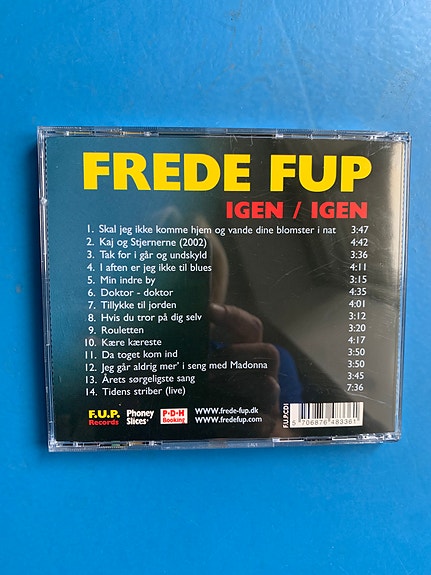 FREDE FUP
IGEN / IGEN
1. Skal jeg ikke komme hjem og vande dine blomster i nat 3:47
2. Kaj og Stjernerne (2002) 4:42
3. Tak for i går og undskyld 3:36
4. I aften er jeg ikke til blues 4:11
5. Min indre by 3:15
6. Doktor - doktor 4:35
7. Tillykke til jorden 4:01
8. Hvis du tror på dig selv 3:12
9. Rouletten 3:20
10. Kære kæreste 4:17
11. Da toget kom ind 3:50
12. Jeg går aldrig mer' i seng med Madonna 3:50
13. Årets sørgeligste sang 3:45
14. Tidens striber (live) 7:36
F.U.P. Records
Phoney Slices®
P·D·H Booking
WWW.frede-fup.dk
WWW.fredefup.com
F.U.P.CD1
5 706876 483361